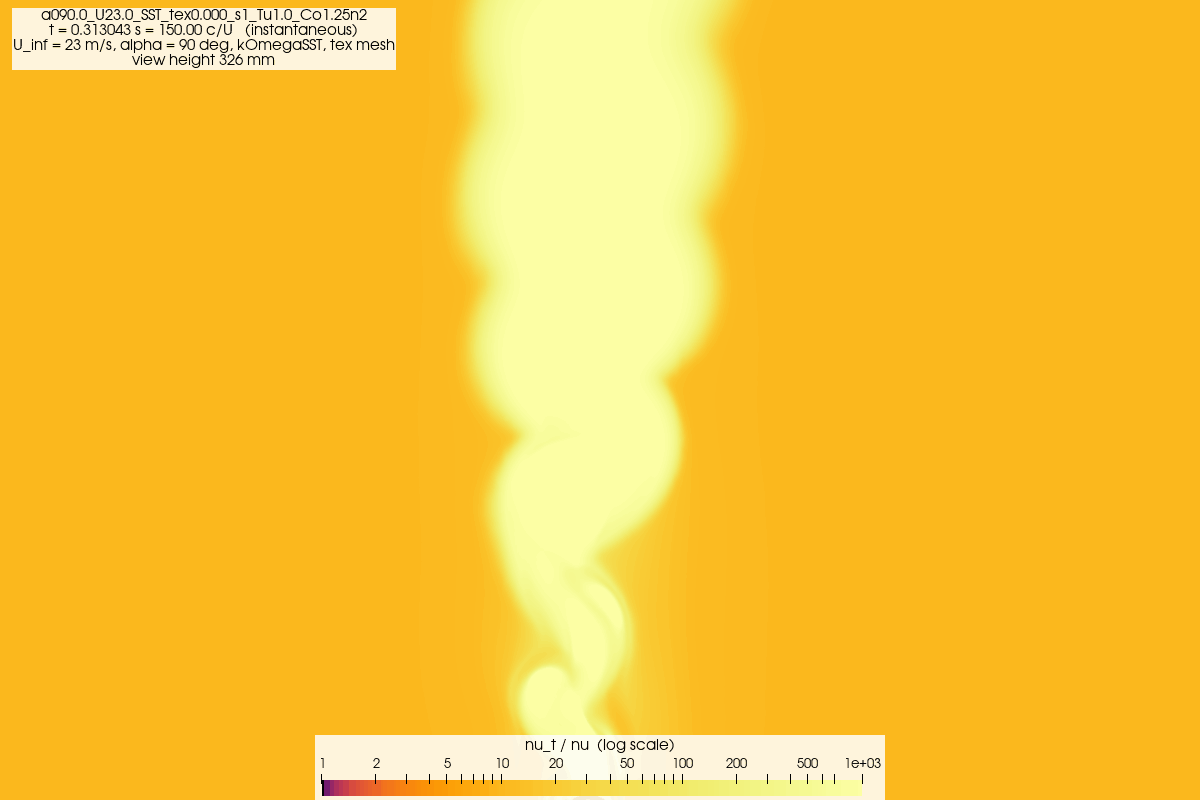 a090.0_U23.0_SST_tex0.000_s1_Tu1.0_Co1.25n2
t = 0.313043 s = 150.00 c/U (instantaneous)
U_inf = 23 m/s, alpha = 90 deg, kOmegaSST, tex mesh
view height 326 mm
nu_t / nu (log scale)
1 2 5 10 20 50 100 200 500 1e+03